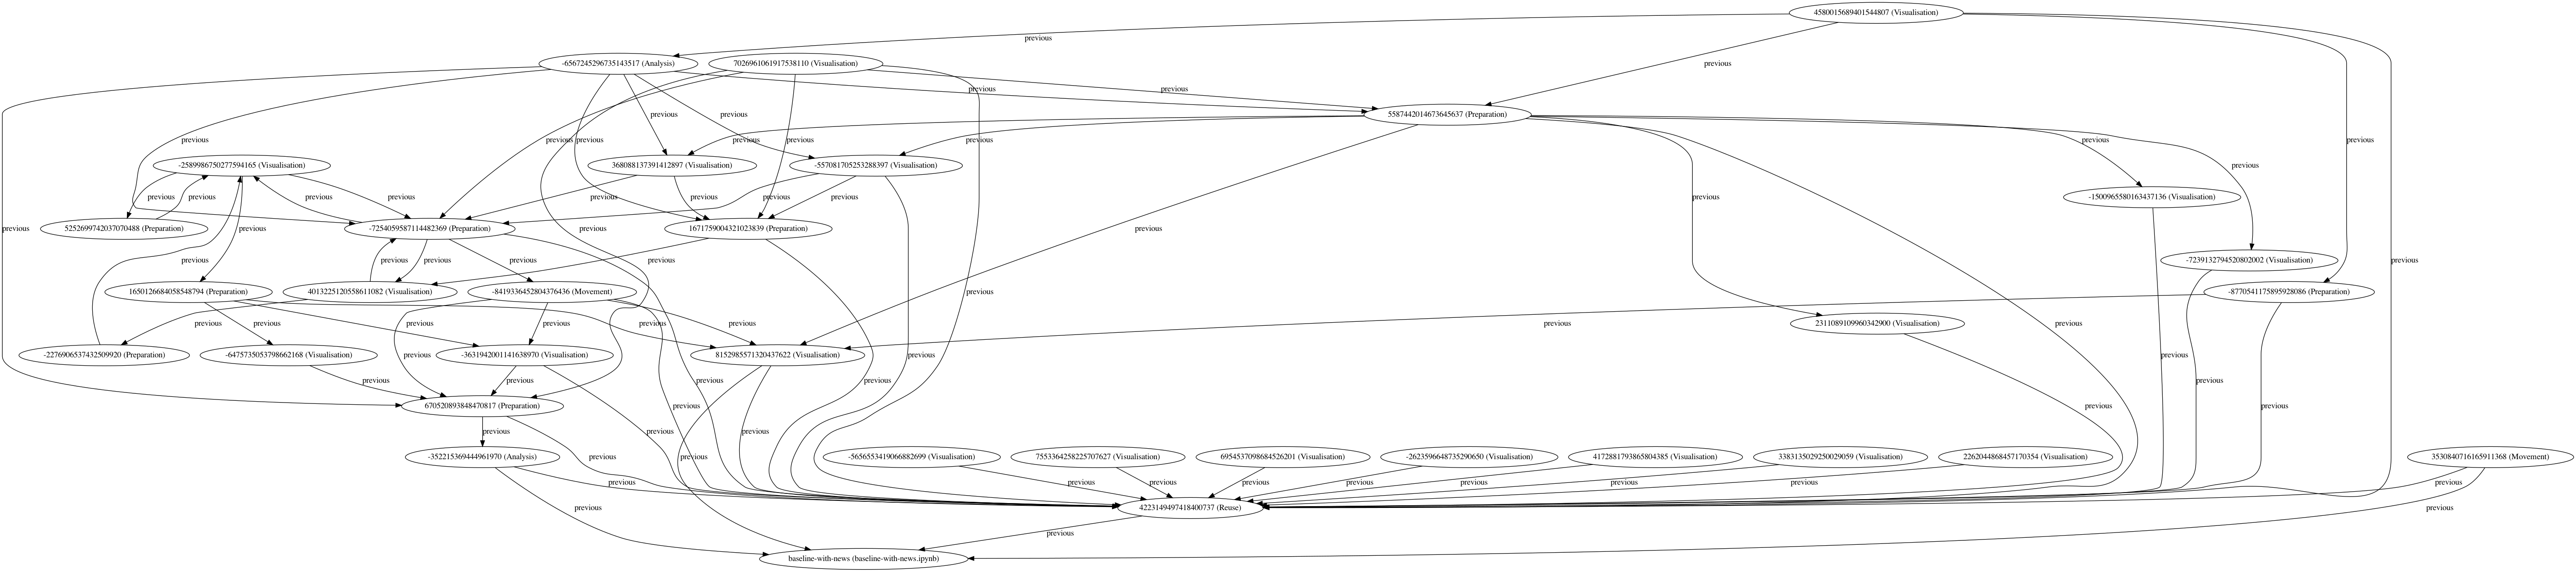 4580015689401544807 (Visualisation)
previous
-6567245296735143517 (Analysis)
7026961061917538110 (Visualisation)
previous
previous
previous
5587442014673645637 (Preparation)
previous
previous
previous
previous
previous
previous
previous
previous
previous
-2589986750277594165 (Visualisation)
368088137391412897 (Visualisation)
-557081705253288397 (Visualisation)
previous
previous
previous
previous
previous
previous
previous
previous
-1500965580163437136 (Visualisation)
5252699742037070488 (Preparation)
-7254059587114482369 (Preparation)
1671759004321023839 (Preparation)
previous
previous
previous
previous
previous
previous
previous
previous
previous
-7239132794520802002 (Visualisation)
1650126684058548794 (Preparation)
4013225120558611082 (Visualisation)
-8419336452804376436 (Movement)
previous
-8770541175895928086 (Preparation)
previous
previous
previous
previous
previous
previous
2311089109960342900 (Visualisation)
previous
-2276906537432509920 (Preparation)
-6475735053798662168 (Visualisation)
-3631942001141638970 (Visualisation)
8152985571320437622 (Visualisation)
previous
previous
previous
previous
previous
previous
previous
previous
670520893848470817 (Preparation)
previous
previous
previous
previous
previous
previous
-352215369444961970 (Analysis)
-5656553419066882699 (Visualisation)
7553364258225707627 (Visualisation)
6954537098684526201 (Visualisation)
-2623596648735290650 (Visualisation)
4172881793865804385 (Visualisation)
3383135029250029059 (Visualisation)
2262044868457170354 (Visualisation)
3530840716165911368 (Movement)
previous
previous
previous
previous
previous
previous
previous
previous
previous
previous
previous
4223149497418400737 (Reuse)
previous
previous
previous
baseline-with-news (baseline-with-news.ipynb)